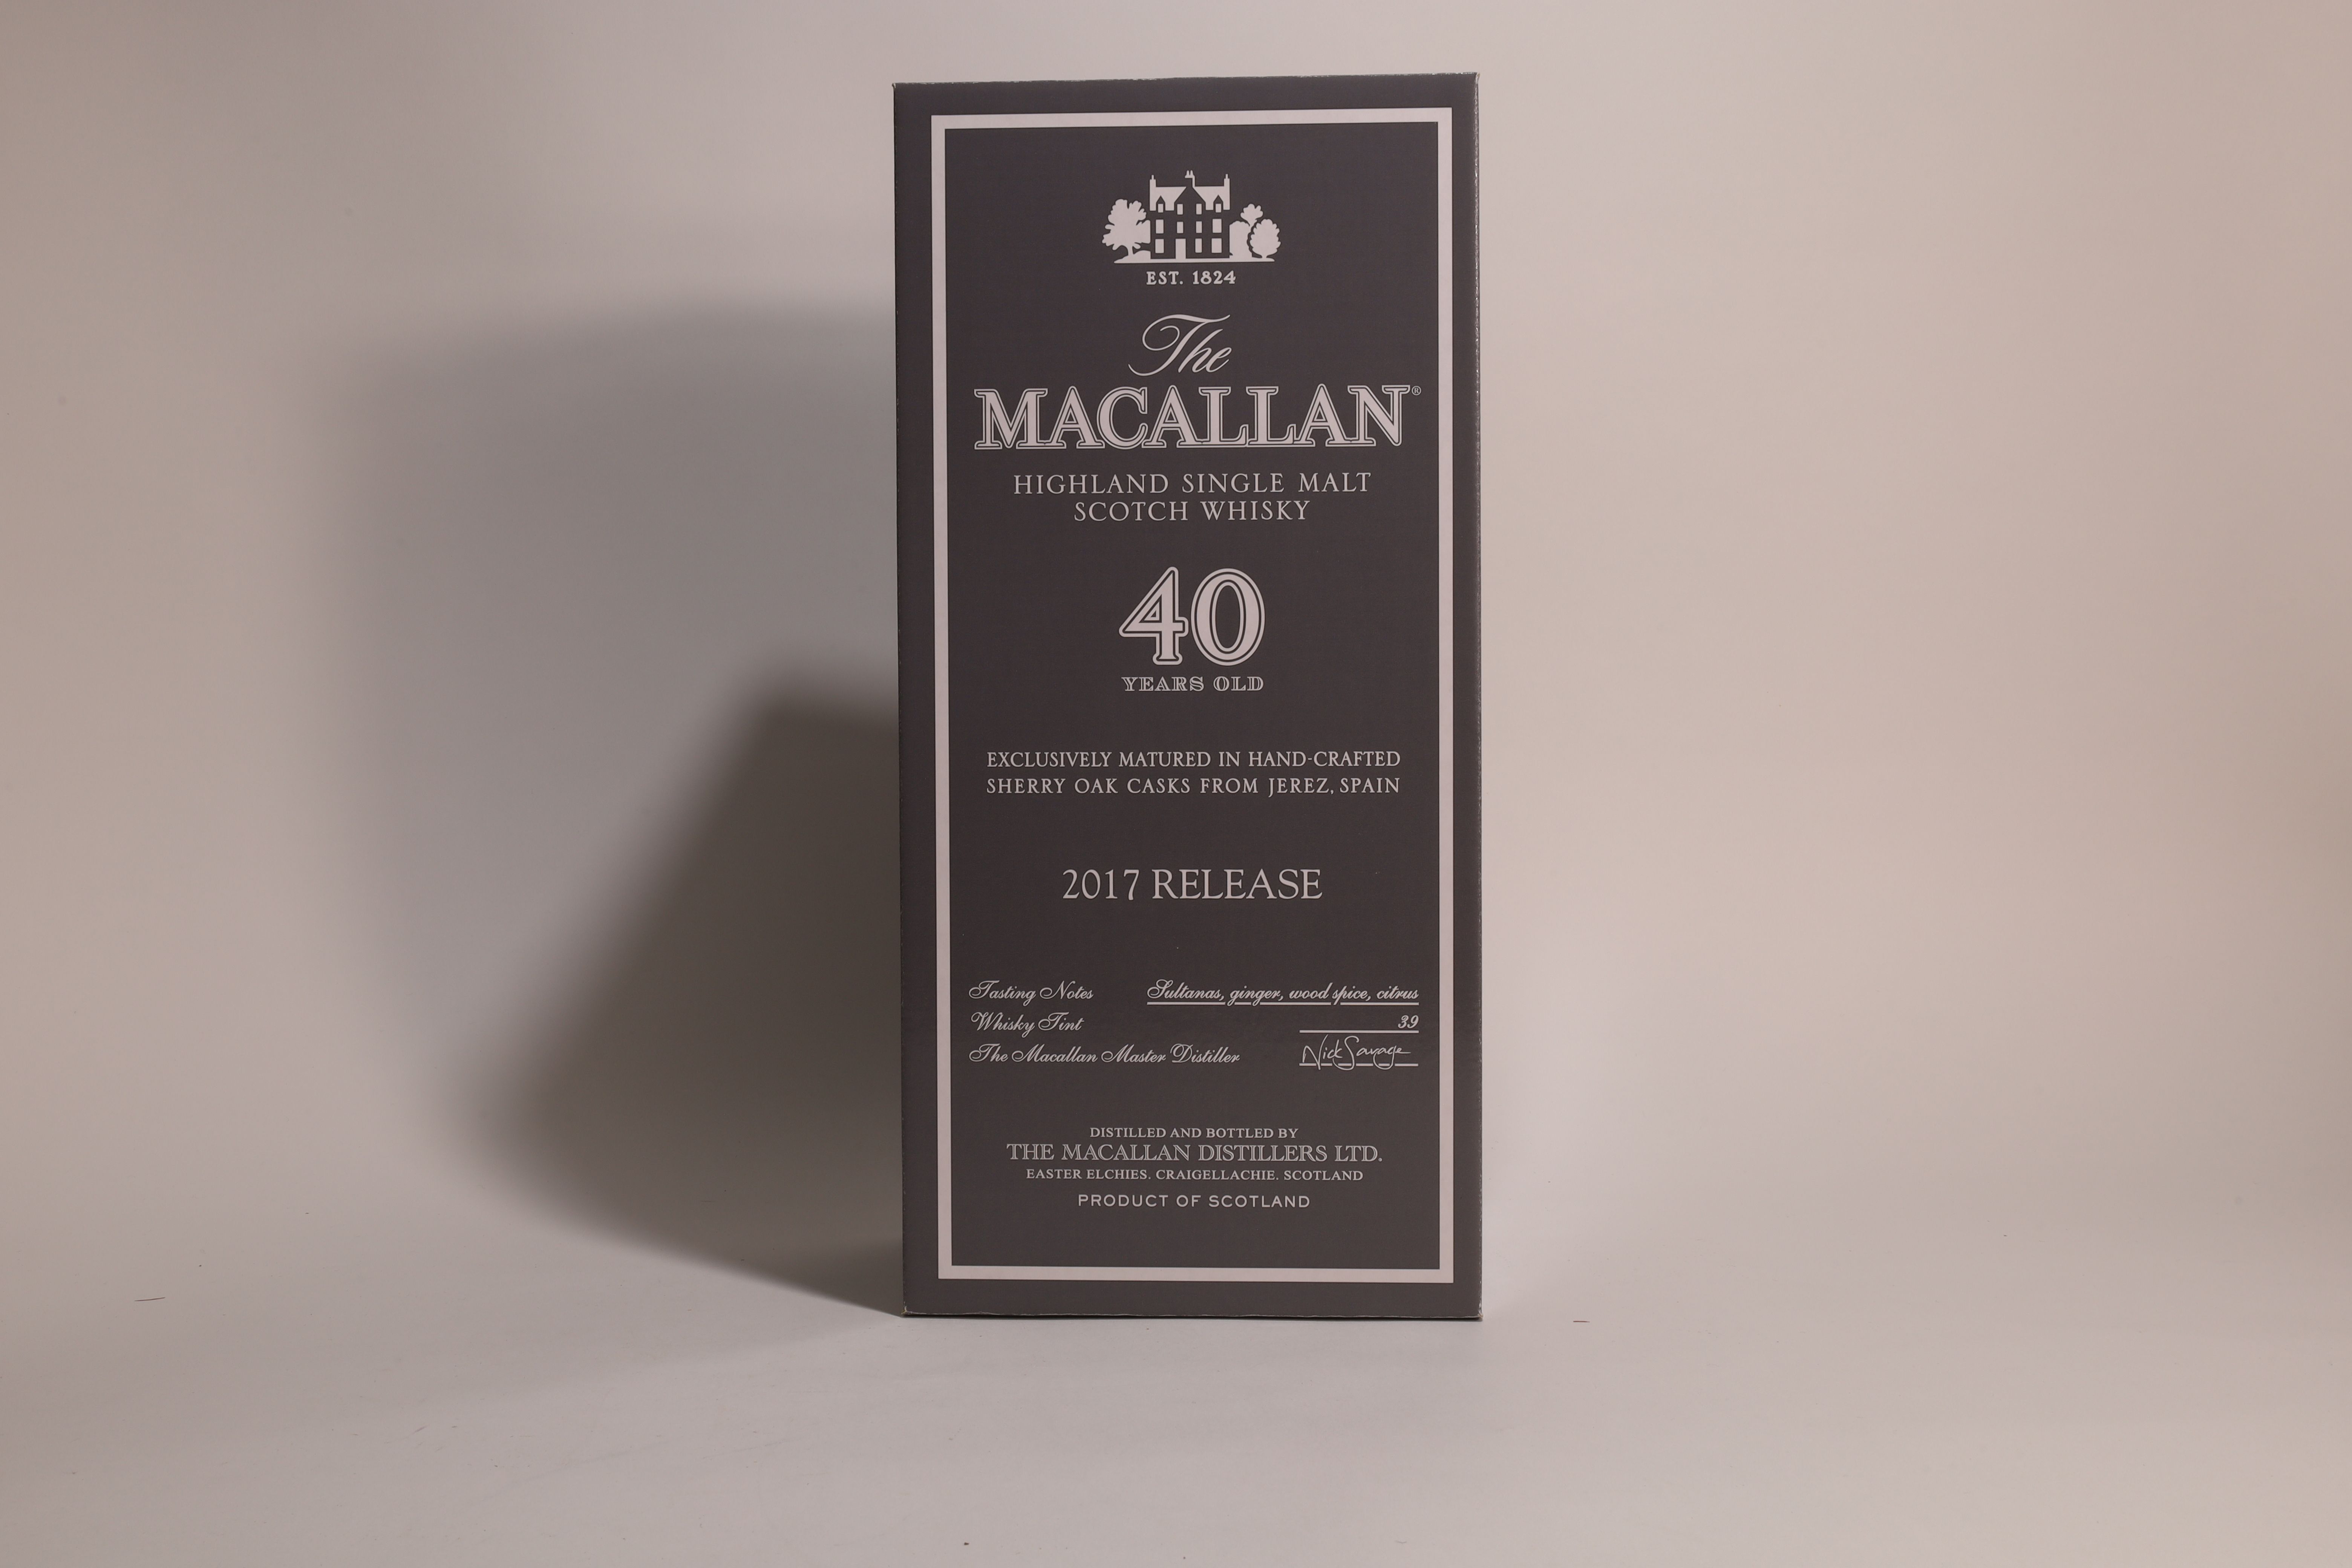 EST. 1824
The
MACALLAN®
HIGHLAND SINGLE MALT
SCOTCH WHISKY
40
YEARS OLD
EXCLUSIVELY MATURED IN HAND-CRAFTED
SHERRY OAK CASKS FROM JEREZ, SPAIN
2017 RELEASE
Tasting Notes Sultanas, ginger, wood spice, citrus
Whisky Tint 39
The Macallan Master Distiller Nick Savage
DISTILLED AND BOTTLED BY
THE MACALLAN DISTILLERS LTD.
EASTER ELCHIES, CRAIGELLACHIE, SCOTLAND
PRODUCT OF SCOTLAND